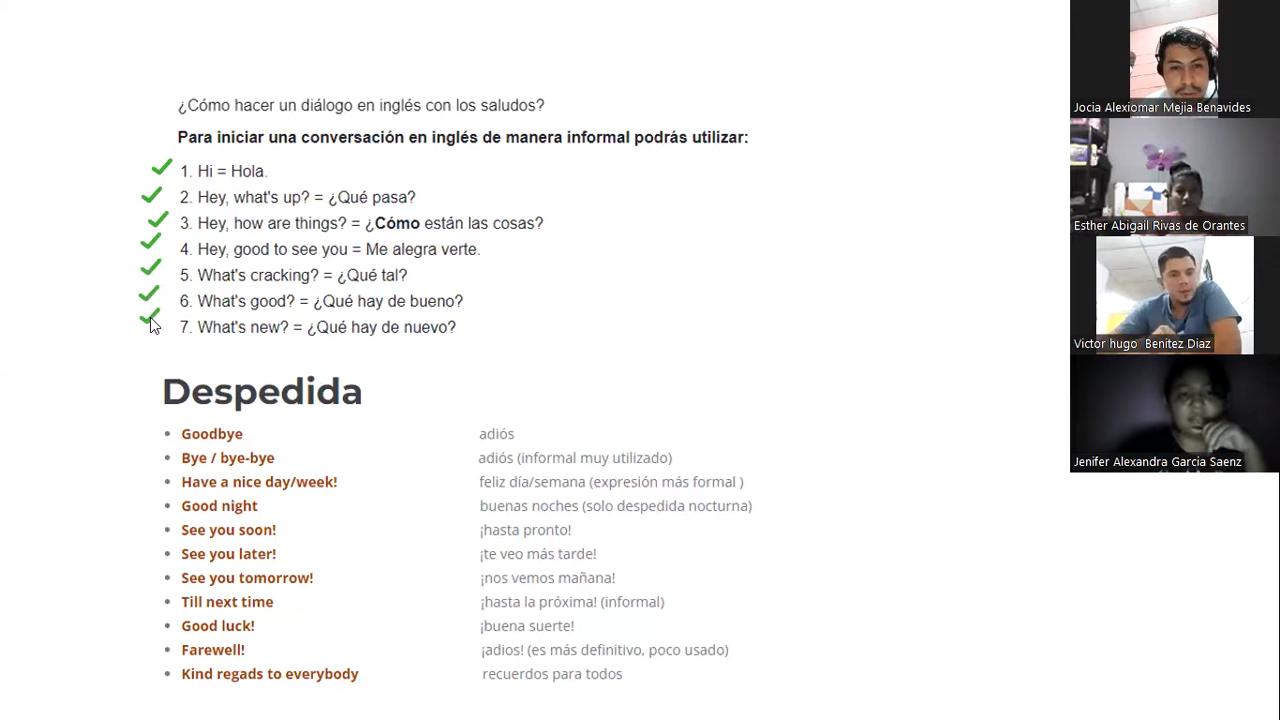 ¿Cómo hacer un diálogo en inglés con los saludos?
Para iniciar una conversación en inglés de manera informal podrás utilizar:
1. Hi = Hola.
2. Hey, what's up? = ¿Qué pasa?
3. Hey, how are things? = ¿Cómo están las cosas?
4. Hey, good to see you = Me alegra verte.
5. What's cracking? = ¿Qué tal?
6. What's good? = ¿Qué hay de bueno?
7. What's new? = ¿Qué hay de nuevo?
Despedida
• Goodbye adiós
• Bye / bye-bye adiós (informal muy utilizado)
• Have a nice day/week! feliz día/semana (expresión más formal )
• Good night buenas noches (solo despedida nocturna)
• See you soon! ¡hasta pronto!
• See you later! ¡te veo más tarde!
• See you tomorrow! ¡nos vemos mañana!
• Till next time ¡hasta la próxima! (informal)
• Good luck! ¡buena suerte!
• Farewell! ¡adios! (es más definitivo, poco usado)
• Kind regads to everybody recuerdos para todos
Jocia Alexiomar Mejia Benavides
Esther Abigail Rivas de Orantes
Victor hugo Benitez Diaz
Jenifer Alexandra Garcia Saenz